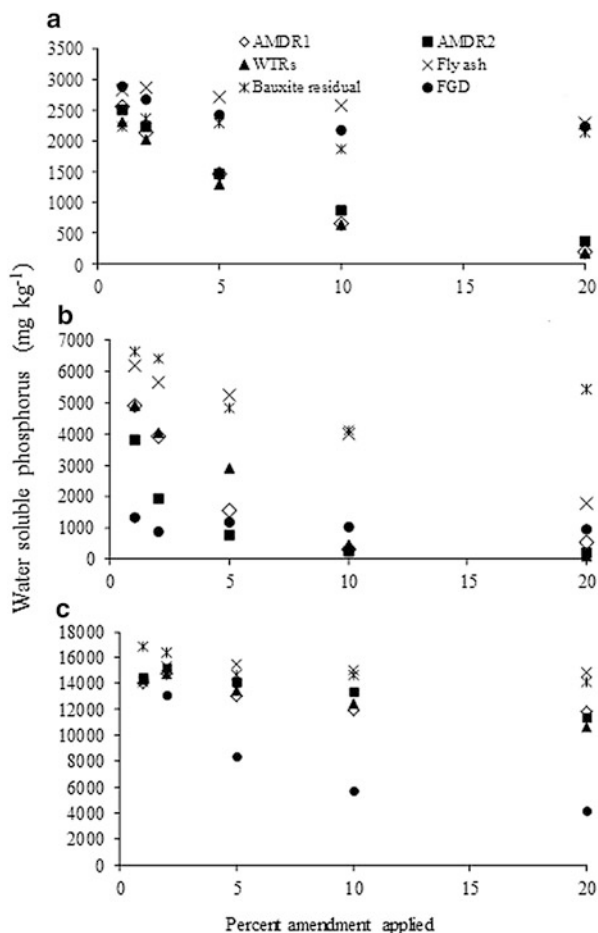 a
3500
3000
2500
2000
1500
1000
500
0
AMDR1
AMDR2
WTRs
Fly ash
Bauxite residual
FGD
0 5 10 15 20
Water soluble phosphorus (mg kg-1)
b
7000
6000
5000
4000
3000
2000
1000
0
0 5 10 15 20
c
18000
16000
14000
12000
10000
8000
6000
4000
2000
0
0 5 10 15 20
Percent amendment applied